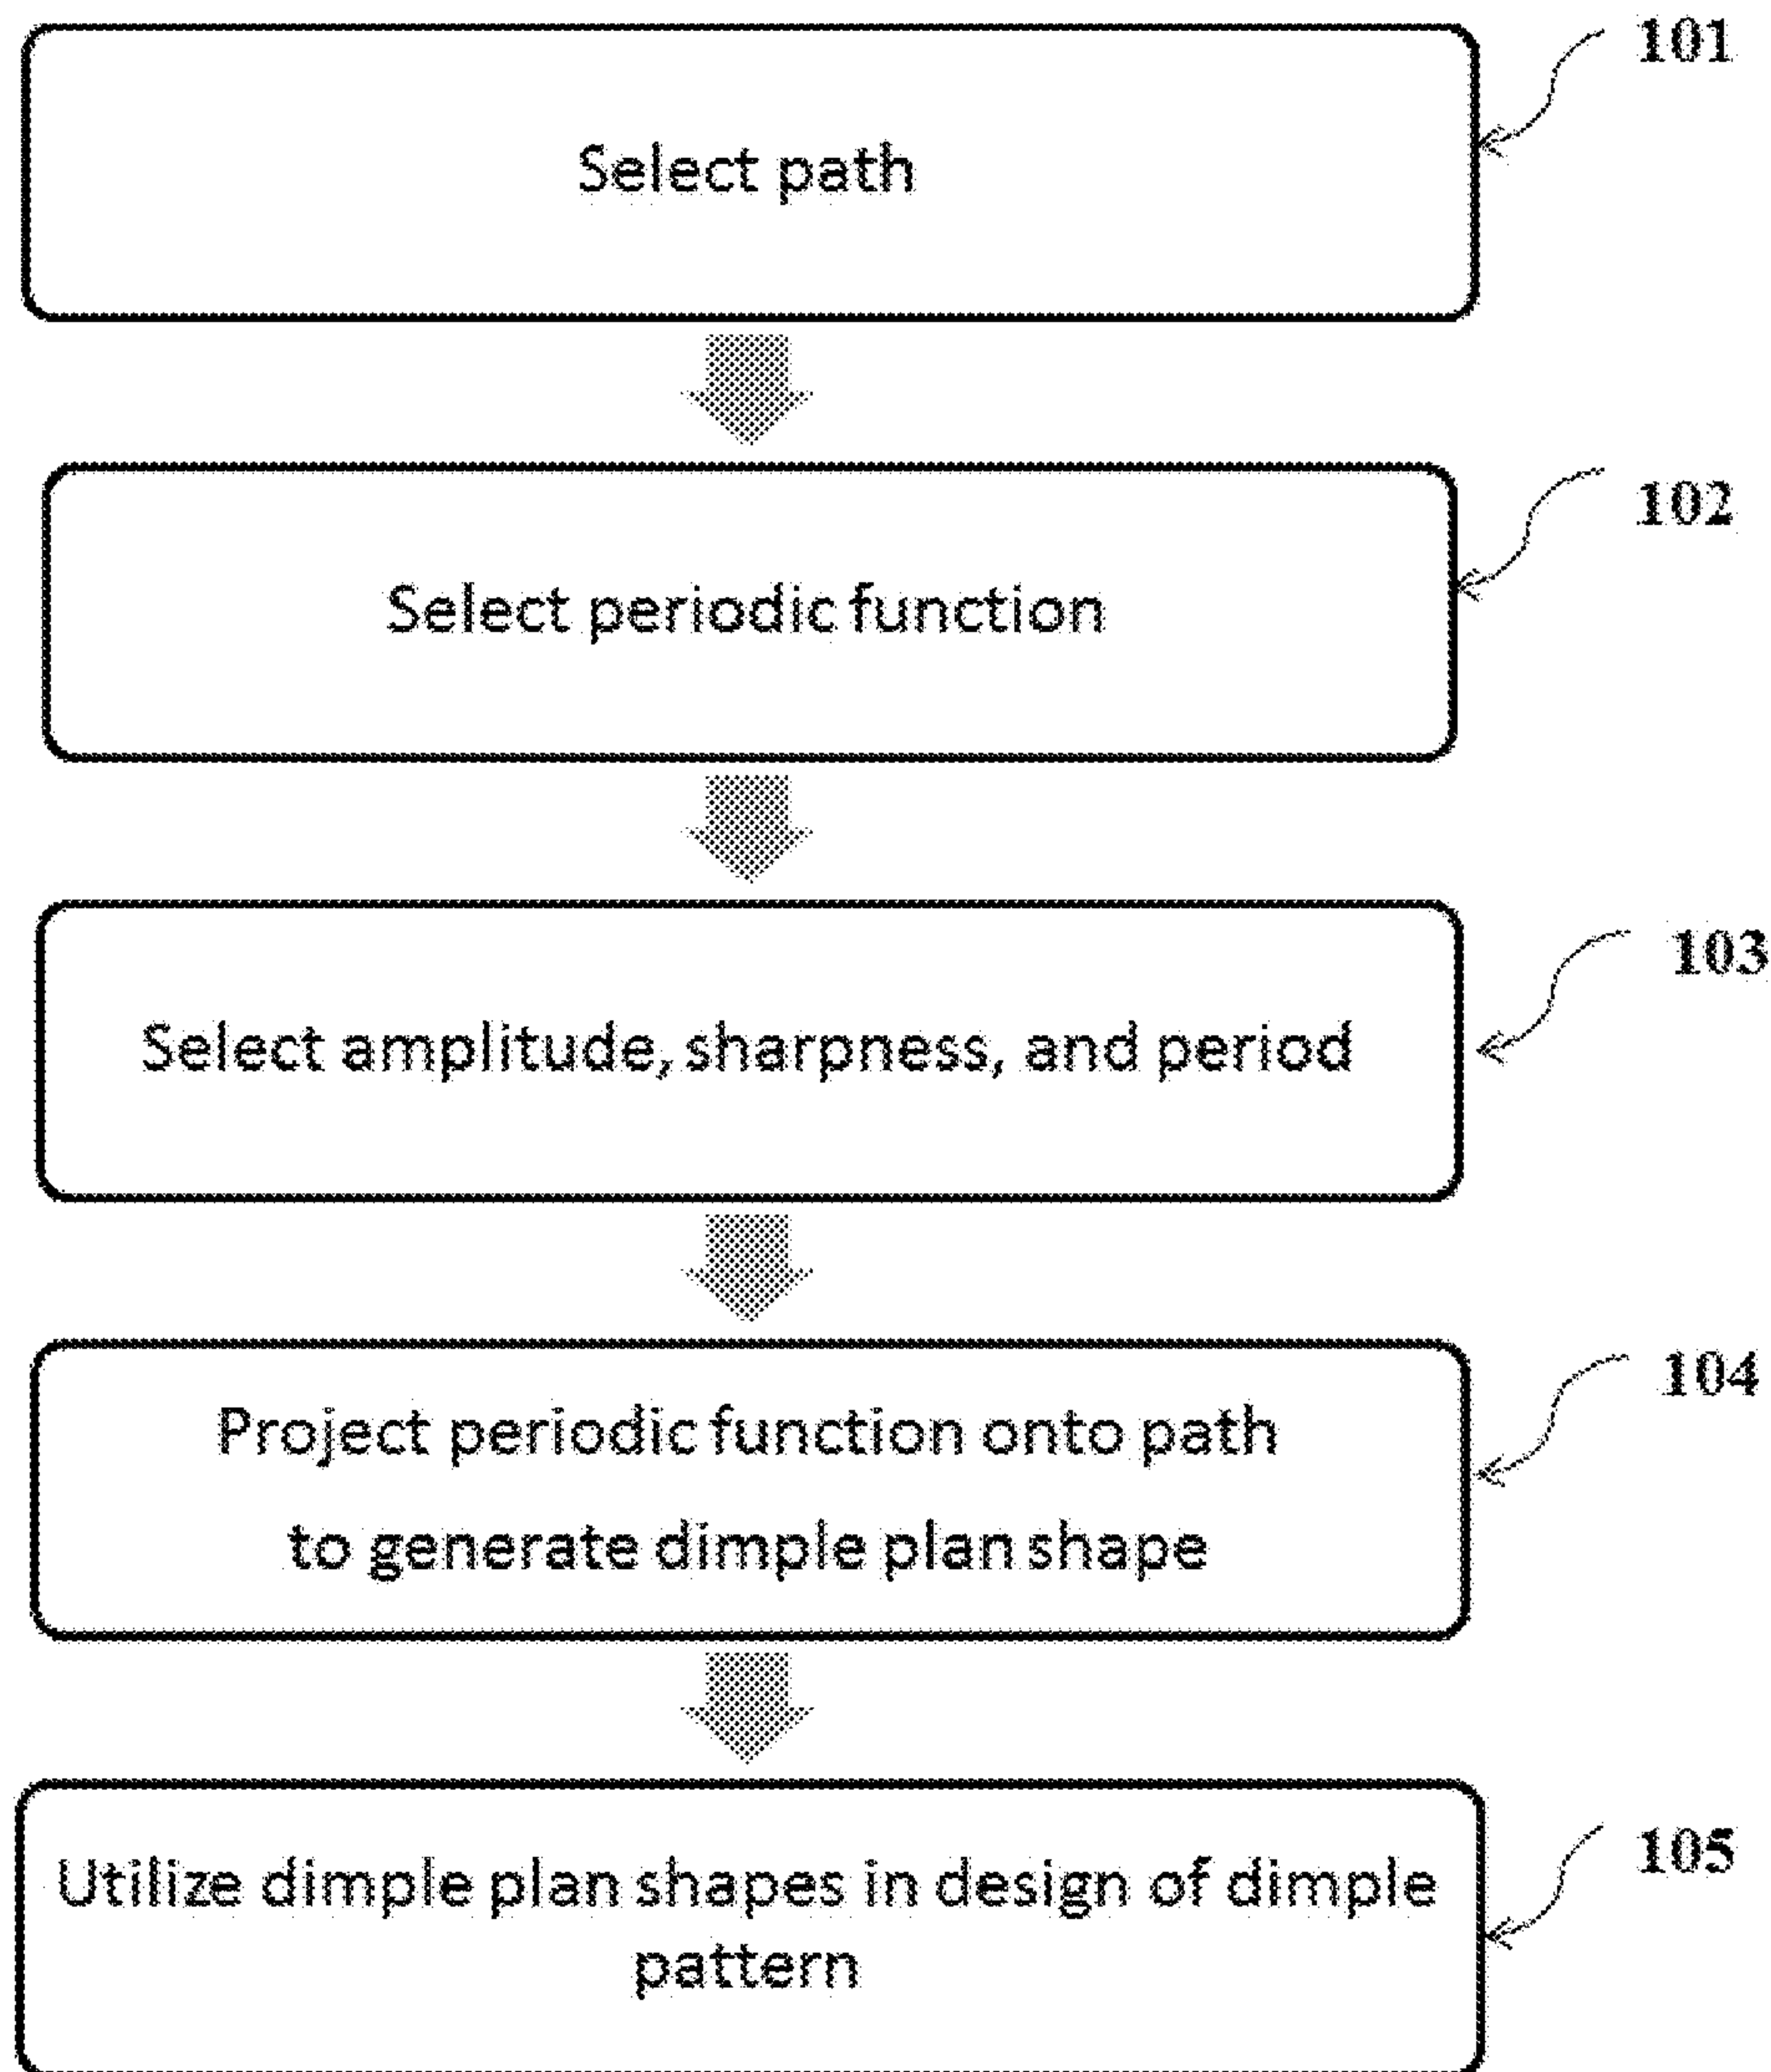 101
Select path
102
Select periodic function
103
Select amplitude, sharpness, and period
104
Project periodic function onto path
to generate dimple plan shape
105
Utilize dimple plan shapes in design of dimple
pattern